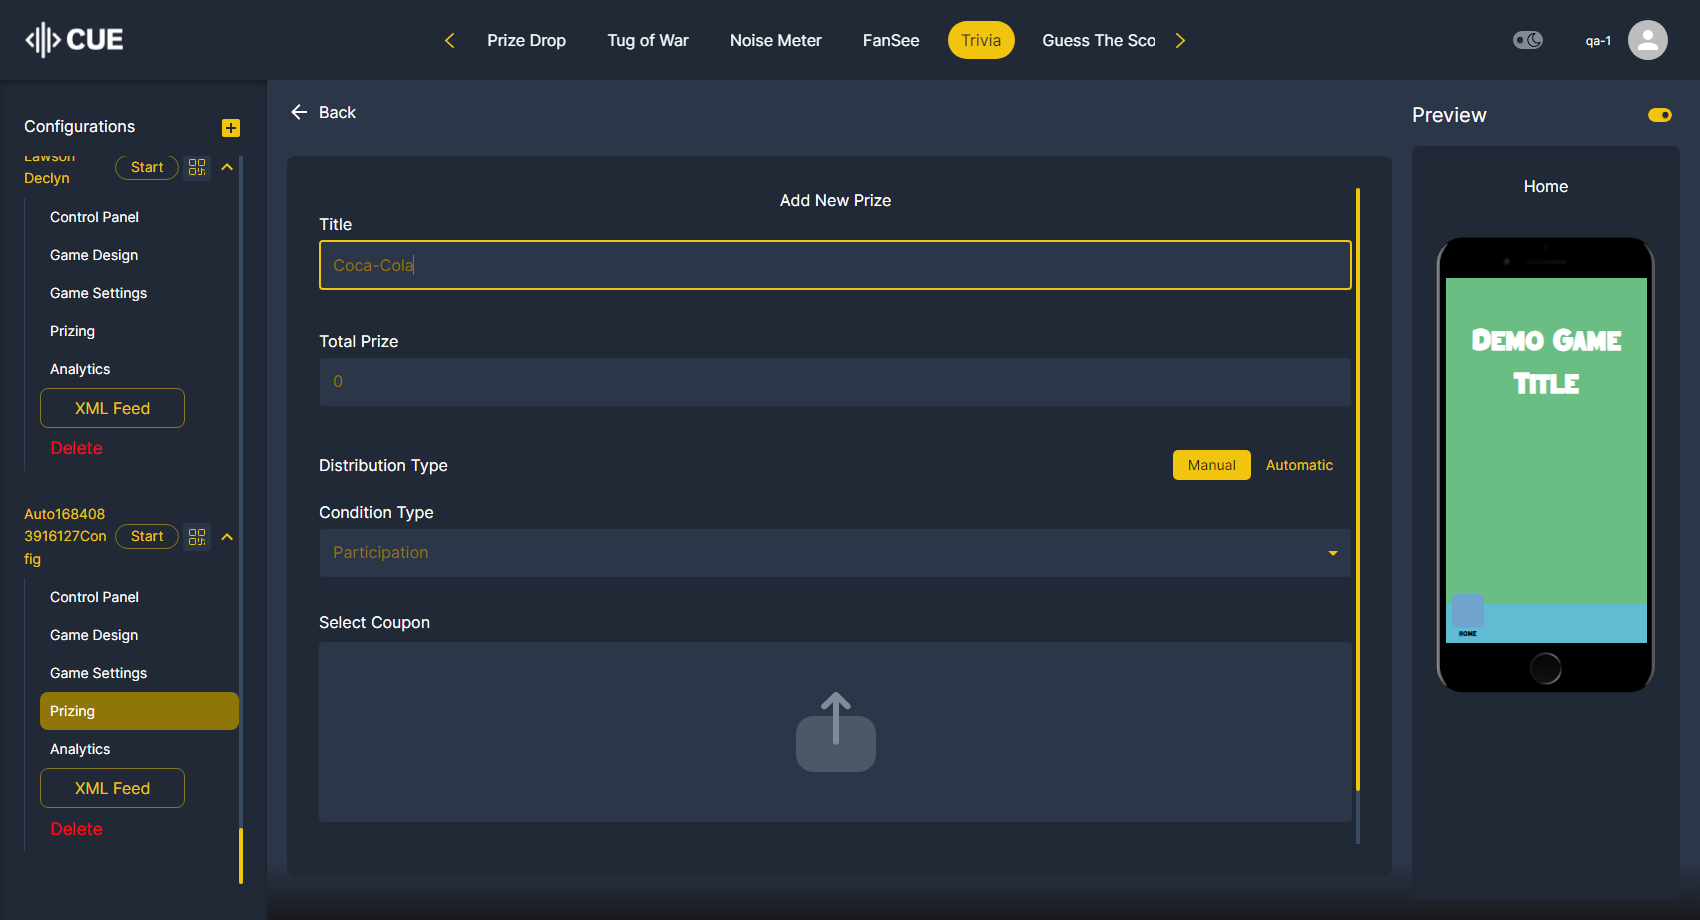 CUE
Prize Drop
Tug of War
Noise Meter
FanSee
Trivia
Guess The Sco
qa-1
Configurations
Lawson
Declyn
Start
Control Panel
Game Design
Game Settings
Prizing
Analytics
XML Feed
Delete
Auto168408
3916127Con
fig
Start
Control Panel
Game Design
Game Settings
Prizing
Analytics
XML Feed
Delete
Back
Add New Prize
Title
Coca-Cola
Total Prize
0
Distribution Type
Manual
Automatic
Condition Type
Participation
Select Coupon
Preview
Home
Demo Game
Title
HOME